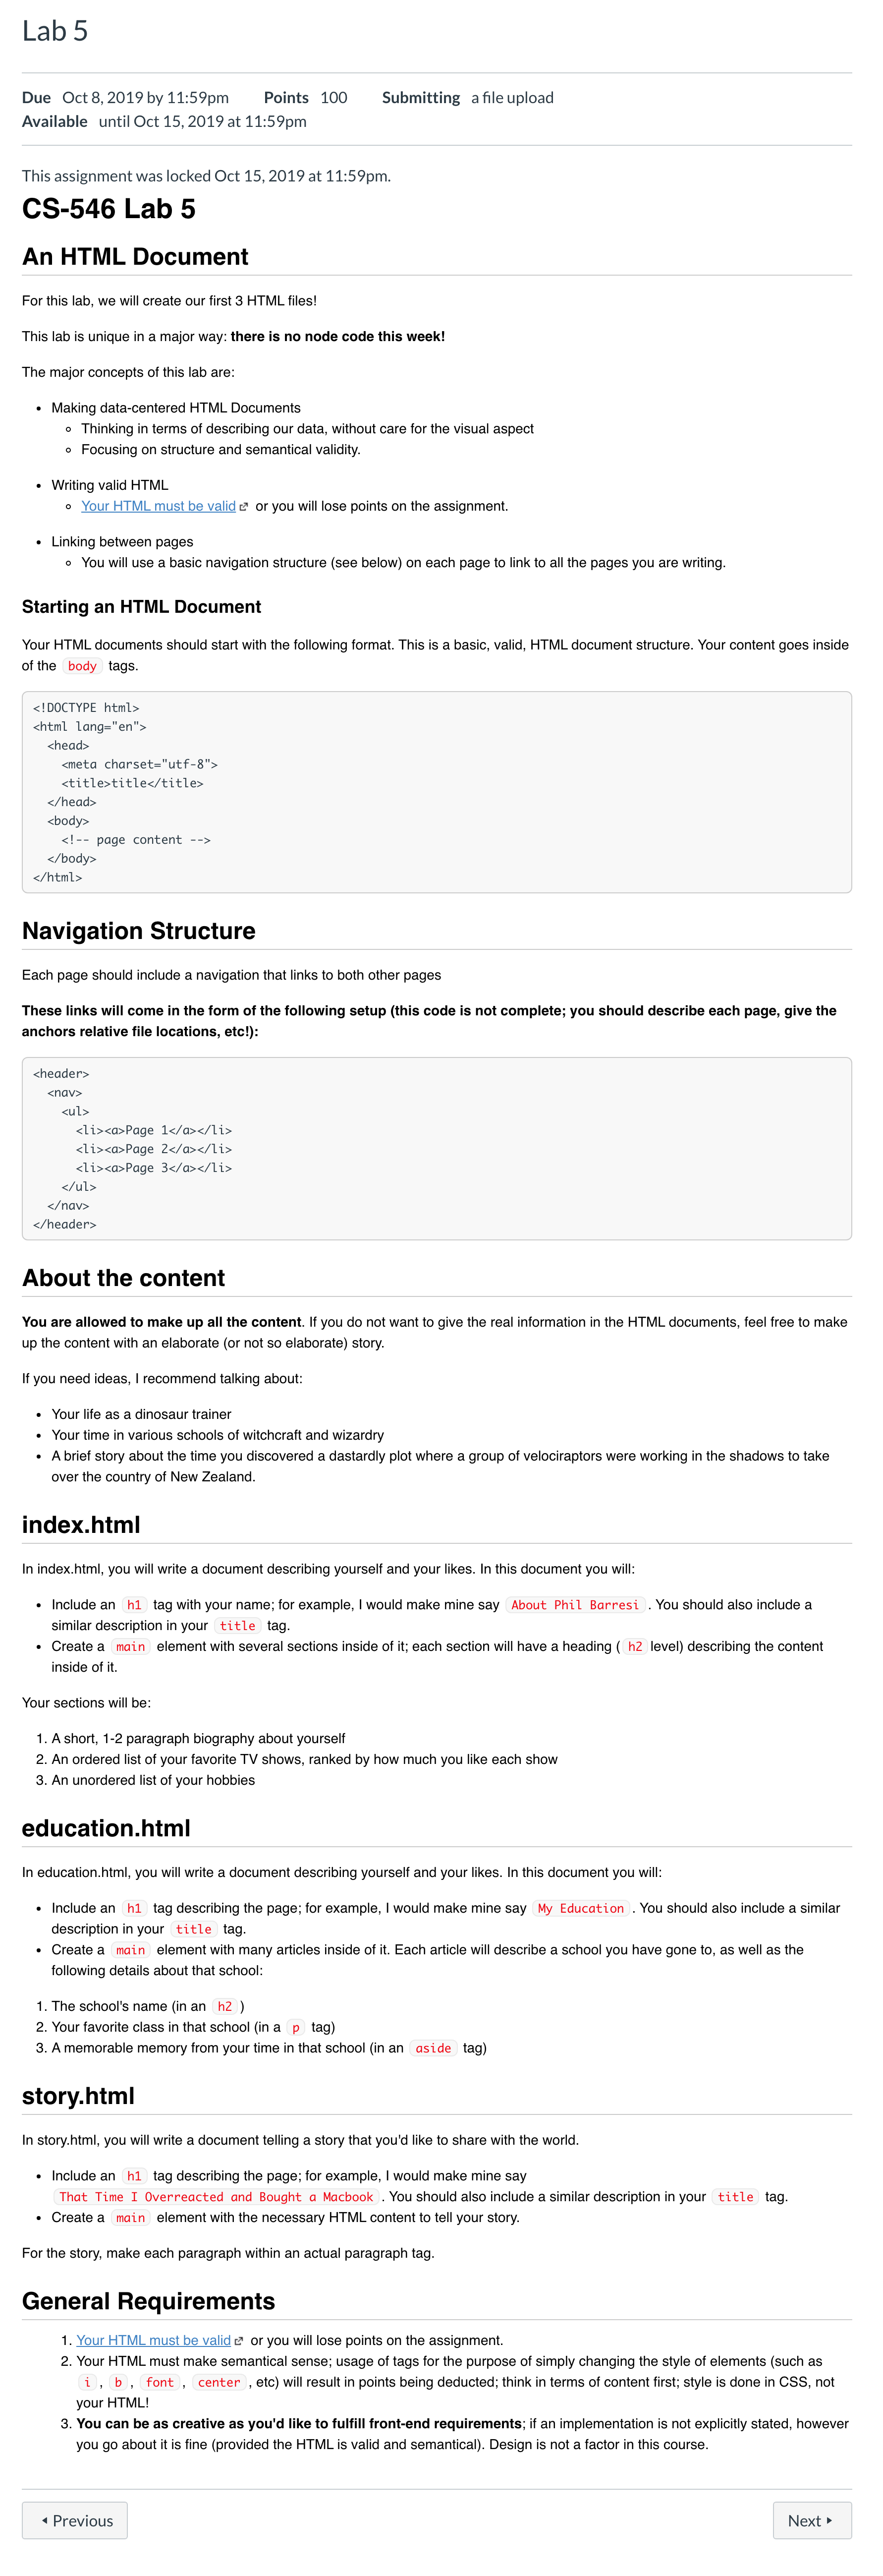 Lab 5
Due Oct 8, 2019 by 11:59pm Points 100 Submitting a file upload
Available until Oct 15, 2019 at 11:59pm
This assignment was locked Oct 15, 2019 at 11:59pm.
CS-546 Lab 5
An HTML Document
For this lab, we will create our first 3 HTML files!
This lab is unique in a major way: there is no node code this week!
The major concepts of this lab are:
• Making data-centered HTML Documents
◦ Thinking in terms of describing our data, without care for the visual aspect
◦ Focusing on structure and semantical validity.
• Writing valid HTML
◦ Your HTML must be valid or you will lose points on the assignment.
• Linking between pages
◦ You will use a basic navigation structure (see below) on each page to link to all the pages you are writing.
Starting an HTML Document
Your HTML documents should start with the following format. This is a basic, valid, HTML document structure. Your content goes inside
of the body tags.
<!DOCTYPE html>
<html lang="en">
  <head>
    <meta charset="utf-8">
    <title>title</title>
  </head>
  <body>
    <!-- page content -->
  </body>
</html>
Navigation Structure
Each page should include a navigation that links to both other pages
These links will come in the form of the following setup (this code is not complete; you should describe each page, give the
anchors relative file locations, etc!):
<header>
  <nav>
    <ul>
      <li><a>Page 1</a></li>
      <li><a>Page 2</a></li>
      <li><a>Page 3</a></li>
    </ul>
  </nav>
</header>
About the content
You are allowed to make up all the content. If you do not want to give the real information in the HTML documents, feel free to make
up the content with an elaborate (or not so elaborate) story.
If you need ideas, I recommend talking about:
• Your life as a dinosaur trainer
• Your time in various schools of witchcraft and wizardry
• A brief story about the time you discovered a dastardly plot where a group of velociraptors were working in the shadows to take
over the country of New Zealand.
index.html
In index.html, you will write a document describing yourself and your likes. In this document you will:
• Include an h1 tag with your name; for example, I would make mine say About Phil Barresi. You should also include a
similar description in your title tag.
• Create a main element with several sections inside of it; each section will have a heading (h2 level) describing the content
inside of it.
Your sections will be:
1. A short, 1-2 paragraph biography about yourself
2. An ordered list of your favorite TV shows, ranked by how much you like each show
3. An unordered list of your hobbies
education.html
In education.html, you will write a document describing yourself and your likes. In this document you will:
• Include an h1 tag describing the page; for example, I would make mine say My Education. You should also include a similar
description in your title tag.
• Create a main element with many articles inside of it. Each article will describe a school you have gone to, as well as the
following details about that school:
1. The school's name (in an h2)
2. Your favorite class in that school (in a p tag)
3. A memorable memory from your time in that school (in an aside tag)
story.html
In story.html, you will write a document telling a story that you'd like to share with the world.
• Include an h1 tag describing the page; for example, I would make mine say
That Time I Overreacted and Bought a Macbook. You should also include a similar description in your title tag.
• Create a main element with the necessary HTML content to tell your story.
For the story, make each paragraph within an actual paragraph tag.
General Requirements
1. Your HTML must be valid or you will lose points on the assignment.
2. Your HTML must make semantical sense; usage of tags for the purpose of simply changing the style of elements (such as
i, b, font, center, etc) will result in points being deducted; think in terms of content first; style is done in CSS, not
your HTML!
3. You can be as creative as you'd like to fulfill front-end requirements; if an implementation is not explicitly stated, however
you go about it is fine (provided the HTML is valid and semantical). Design is not a factor in this course.
Previous Next